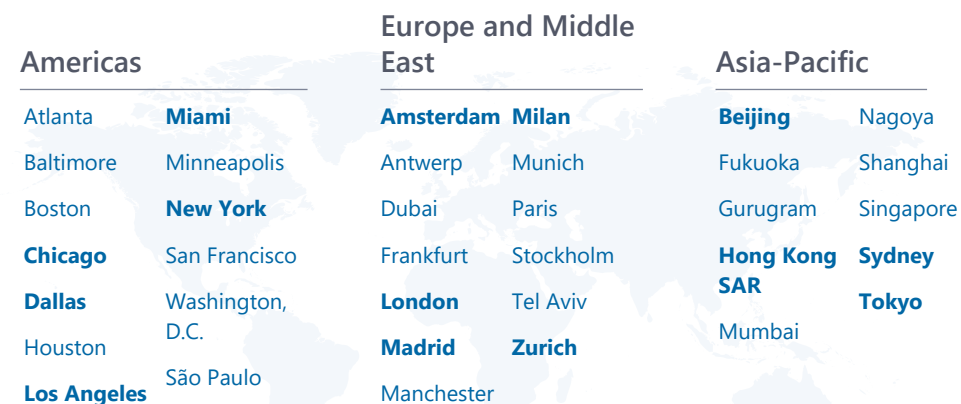 Americas
Atlanta
Baltimore
Boston
Chicago
Dallas
Houston
Los Angeles
Miami
Minneapolis
New York
San Francisco
Washington,
D.C.
São Paulo
Europe and Middle
East
Amsterdam
Antwerp
Dubai
Frankfurt
London
Madrid
Manchester
Milan
Munich
Paris
Stockholm
Tel Aviv
Zurich
Asia-Pacific
Beijing
Fukuoka
Gurugram
Hong Kong
SAR
Mumbai
Nagoya
Shanghai
Singapore
Sydney
Tokyo